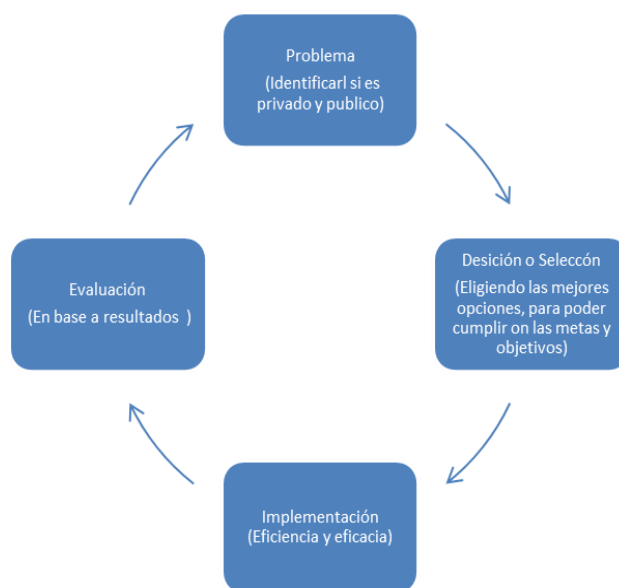 Problema
(Identificarl si es
privado y publico)
Desición o Seleccón
(Eligiendo las mejores
opciones, para poder
cumplir on las metas y
objetivos)
Implementación
(Eficiencia y eficacia)
Evaluación
(En base a resultados )